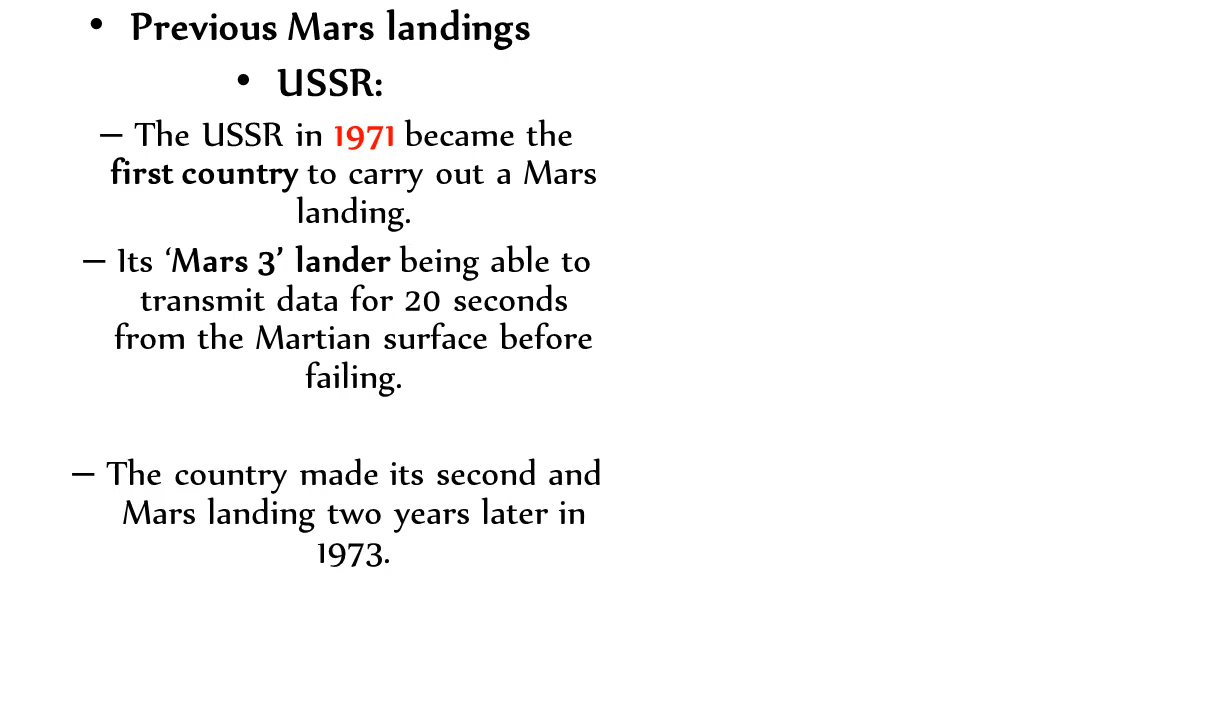 • Previous Mars landings
• USSR:
– The USSR in 1971 became the
first country to carry out a Mars
landing.
– Its ‘Mars 3’ lander being able to
transmit data for 20 seconds
from the Martian surface before
failing.
– The country made its second and
Mars landing two years later in
1973.